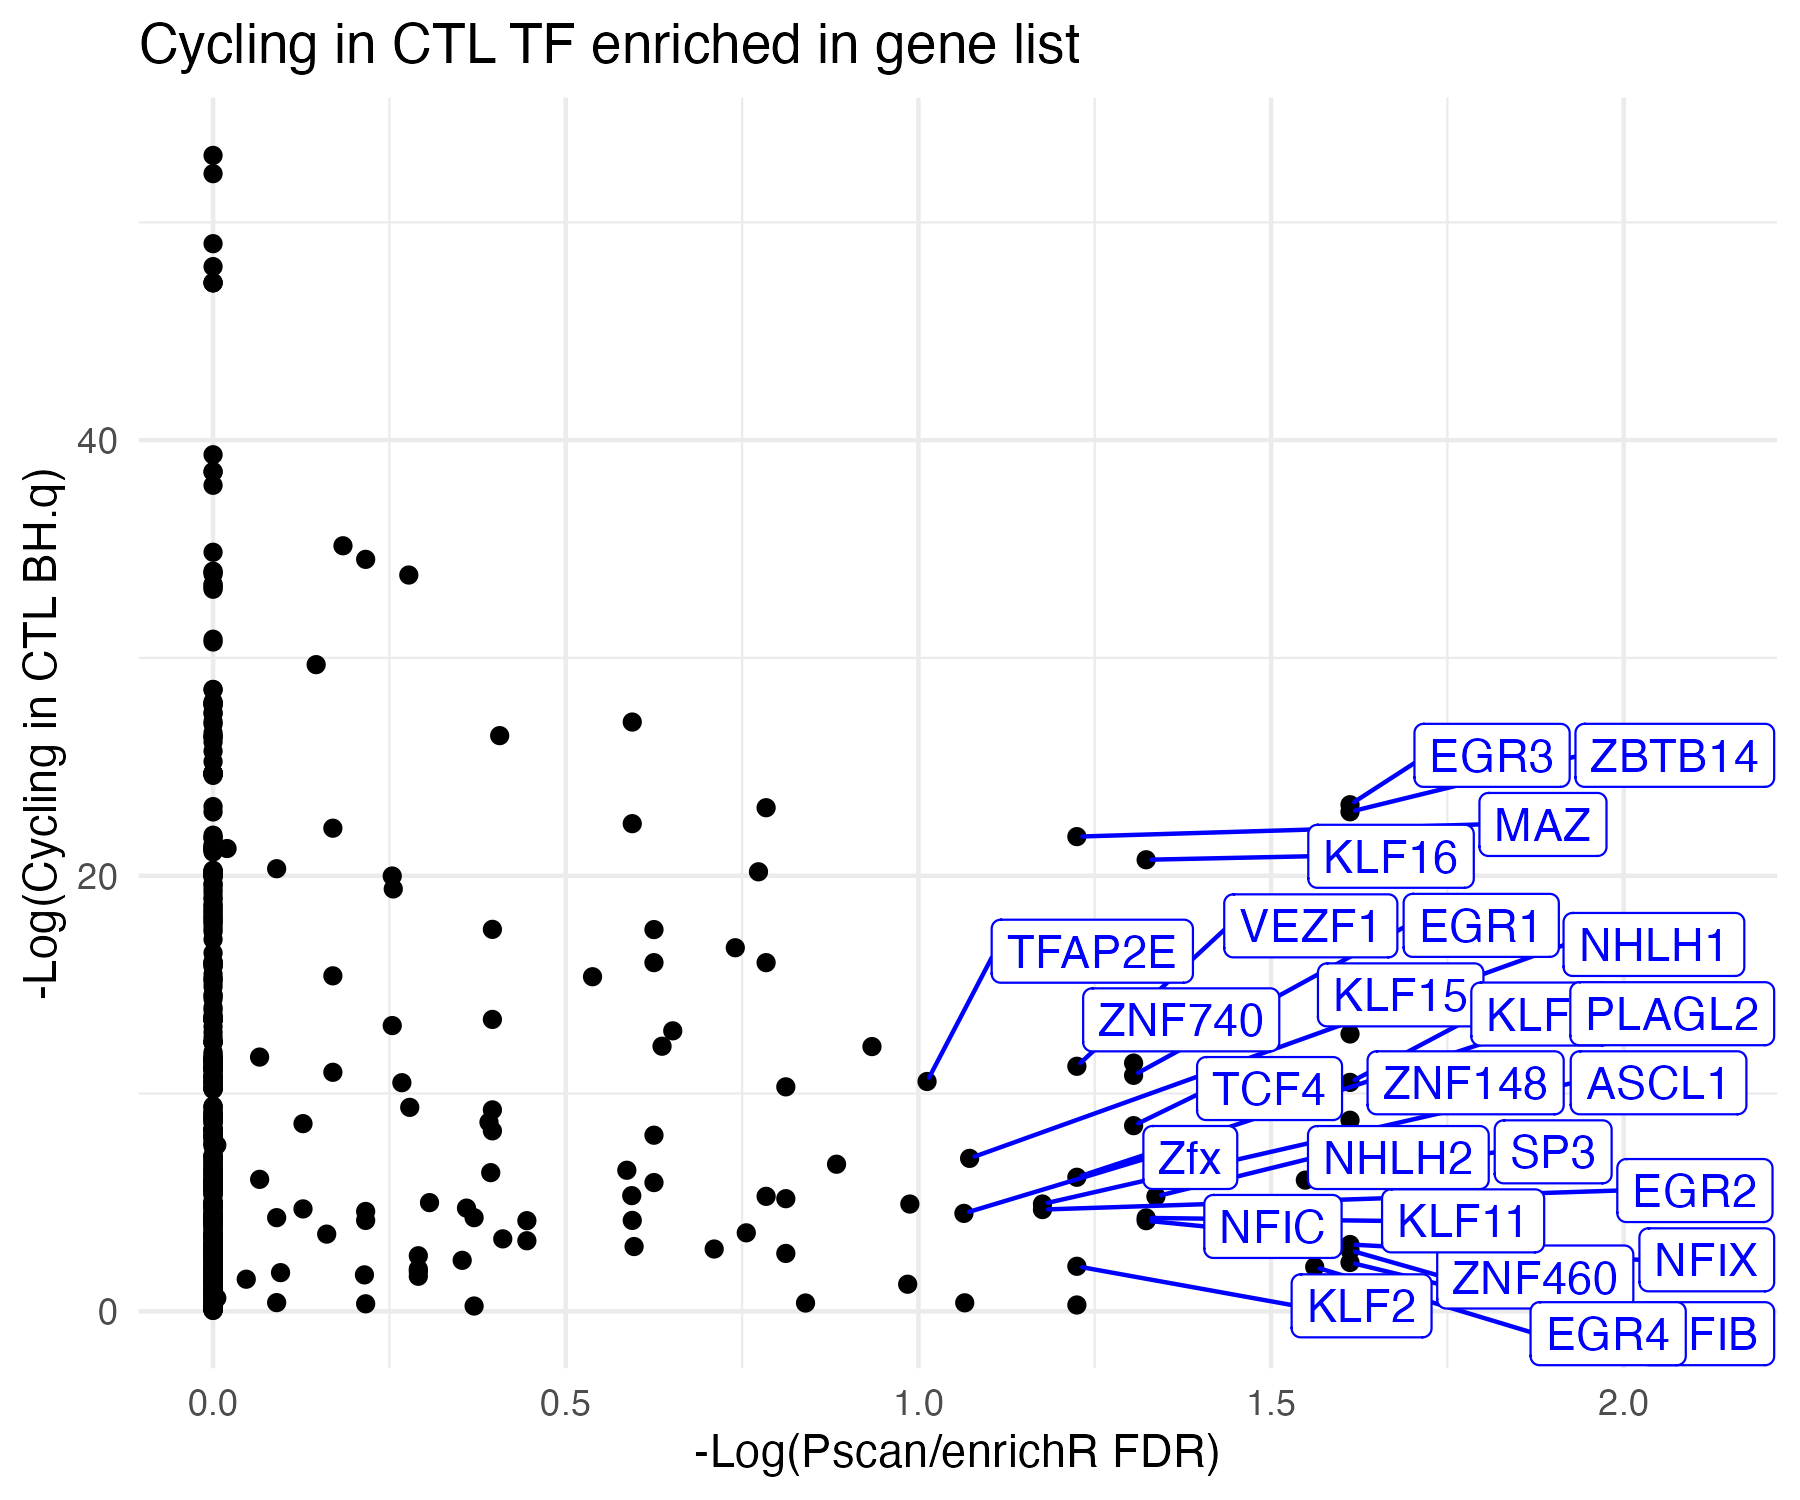 Cycling in CTL TF enriched in gene list
-Log(Cycling in CTL BH.q)
40
20
0
EGR3
ZBTB14
MAZ
KLF16
TFAP2E
VEZF1
EGR1
NHLH1
KLF15
ZNF740
KLF
PLAGL2
TCF4
ZNF148
ASCL1
Zfx
NHLH2
SP3
EGR2
NFIC
KLF11
NFIX
ZNF460
KLF2
EGR4
FIB
0.0
0.5
1.0
1.5
2.0
-Log(Pscan/enrichR FDR)